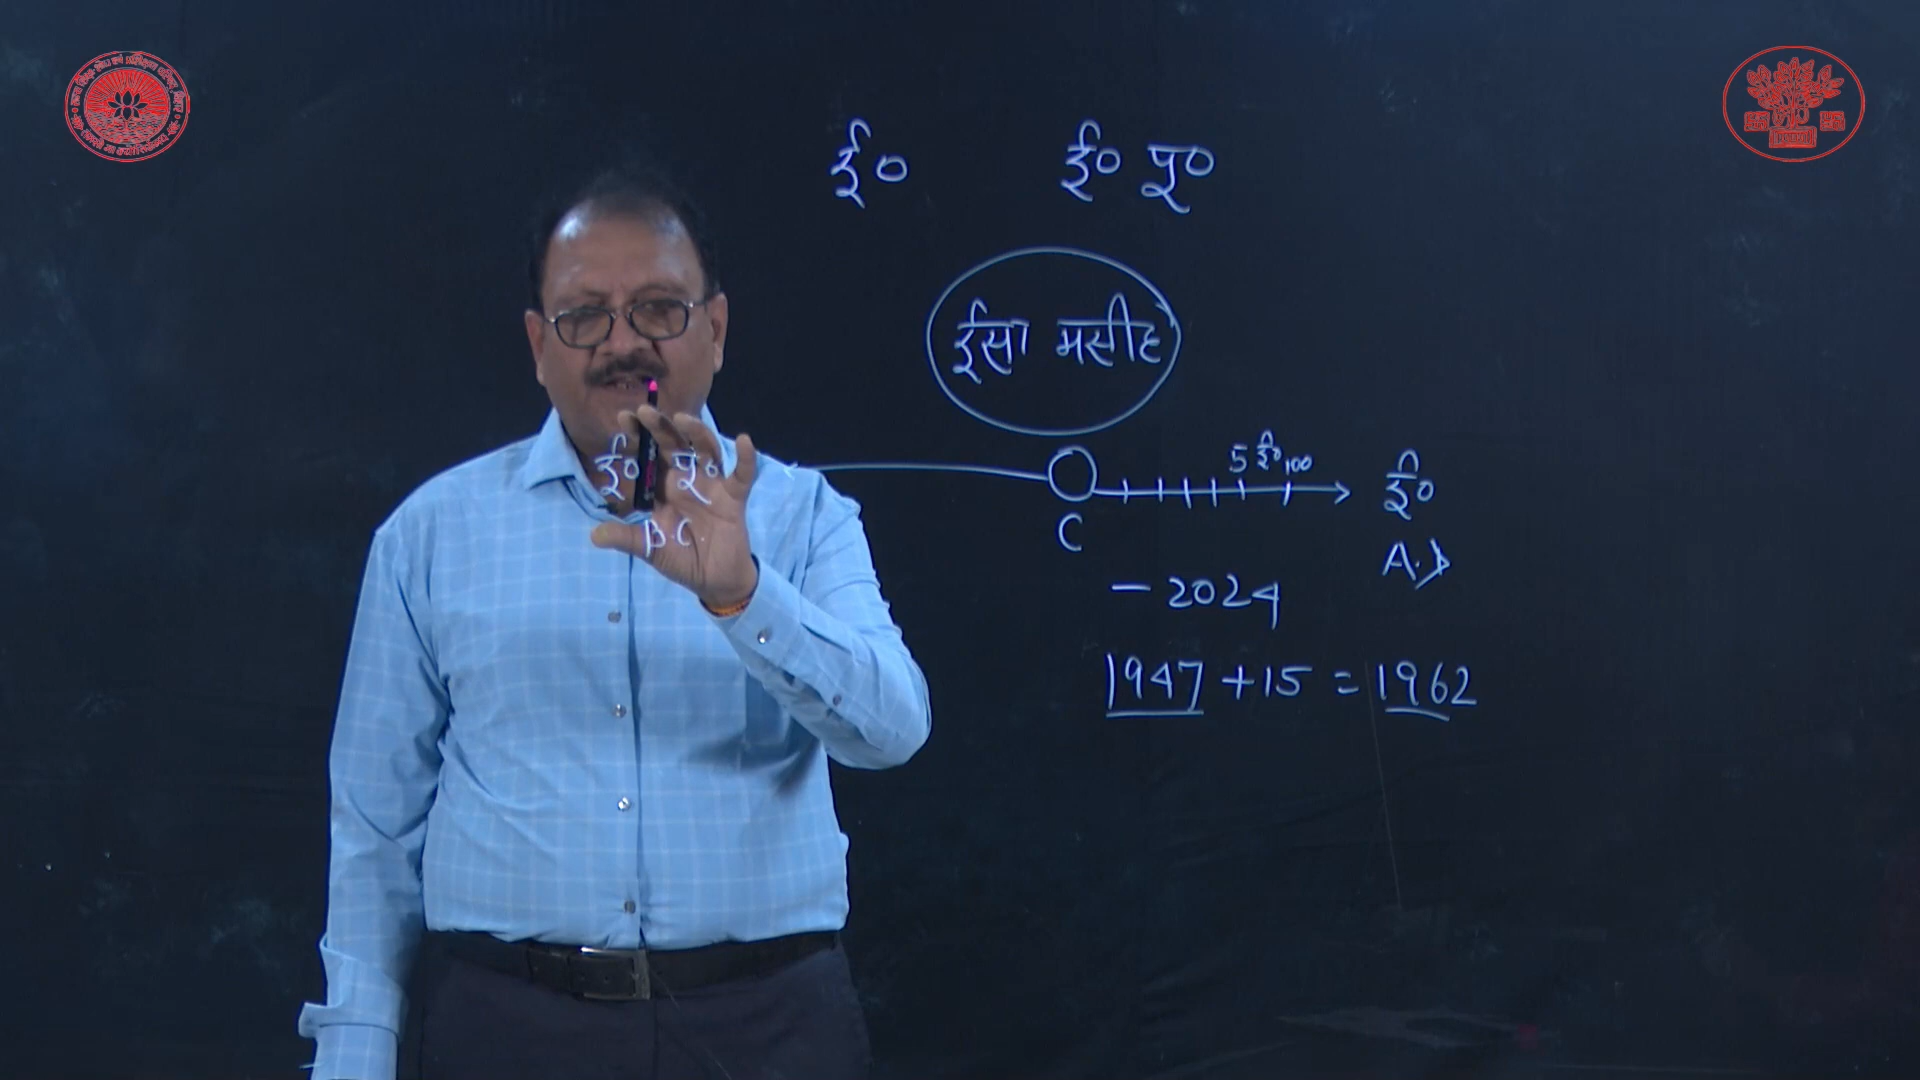 ई० ई० पू०
ईसा मसीह
5 ई० 100
ई० पू० ई०
C
B.C. A.D
- 2024
1947 + 15 = 1962